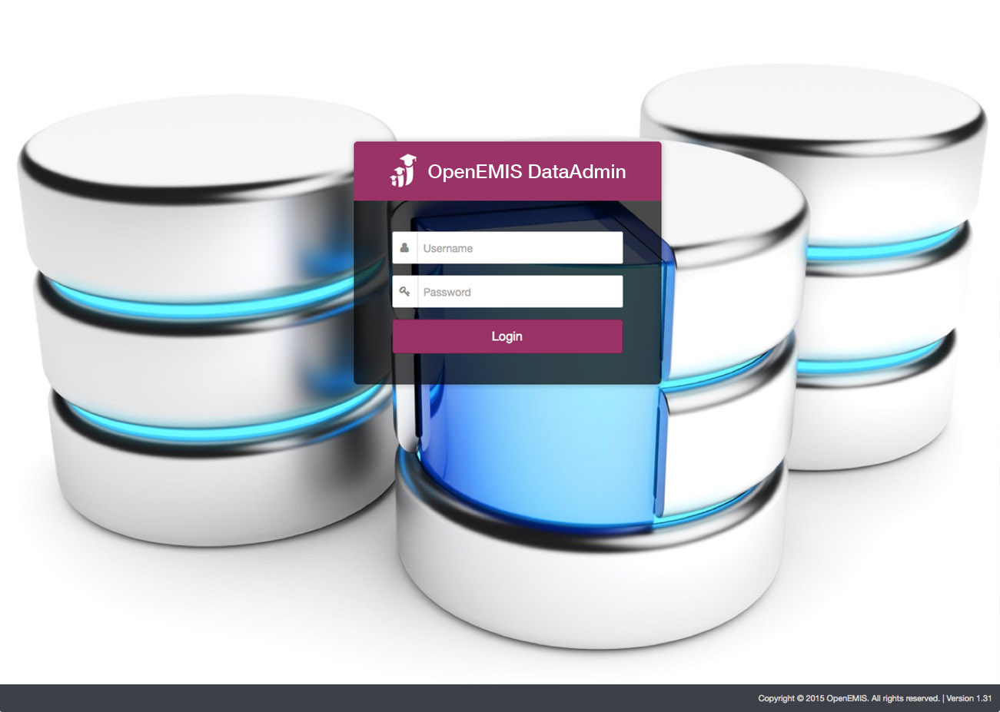 OpenEMIS DataAdmin
Username
Password
Login
Copyright © 2015 OpenEMIS. All rights reserved. | Version 1.31